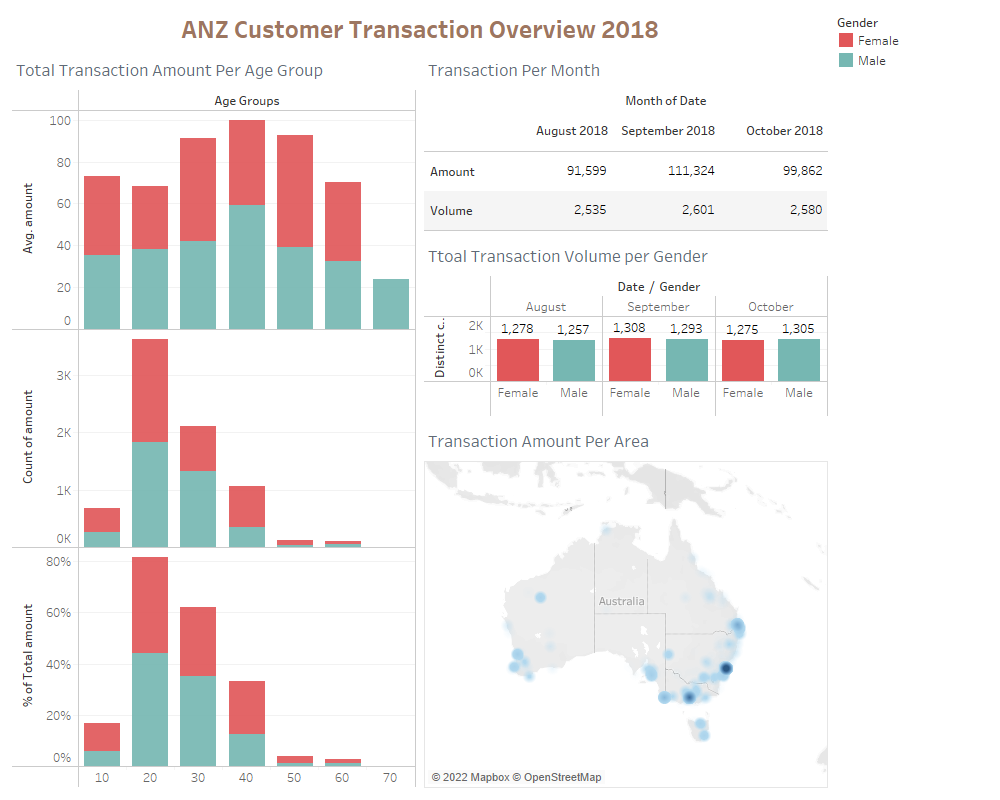 ANZ Customer Transaction Overview 2018
Gender
Female
Male
Total Transaction Amount Per Age Group
Age Groups
Avg. amount
100
80
60
40
20
0
Count of amount
3K
2K
1K
0K
% of Total amount
80%
60%
40%
20%
0%
10 20 30 40 50 60 70
Transaction Per Month
Month of Date
August 2018 September 2018 October 2018
Amount 91,599 111,324 99,862
Volume 2,535 2,601 2,580
Ttoal Transaction Volume per Gender
Date / Gender
August September October
Distinct c..
2K
1K
0K
1,278 1,257 1,308 1,293 1,275 1,305
Female Male Female Male Female Male
Transaction Amount Per Area
Australia
© 2022 Mapbox © OpenStreetMap